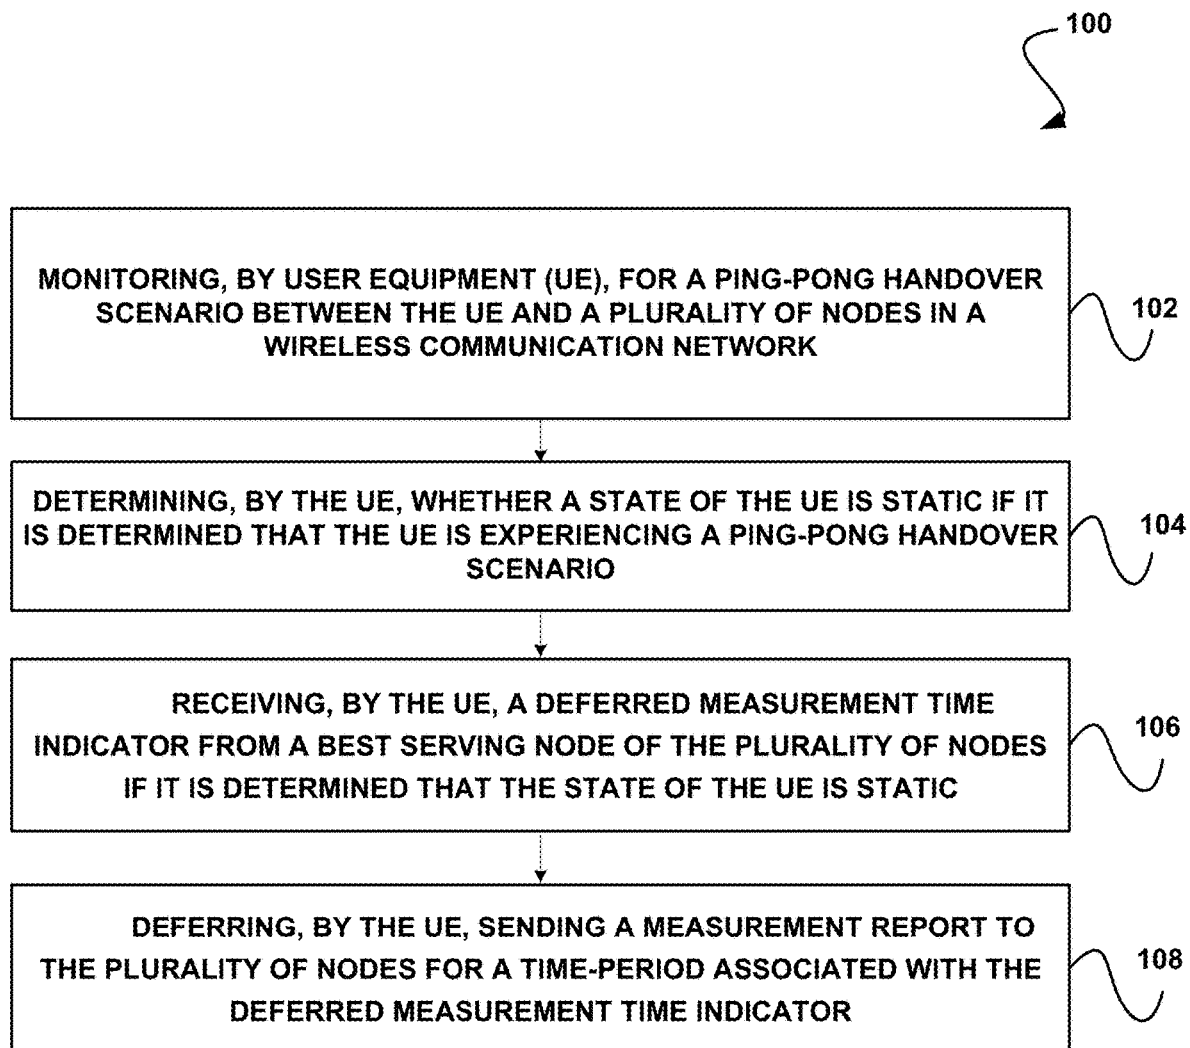 100
MONITORING, BY USER EQUIPMENT (UE), FOR A PING-PONG HANDOVER
SCENARIO BETWEEN THE UE AND A PLURALITY OF NODES IN A
WIRELESS COMMUNICATION NETWORK
102
DETERMINING, BY THE UE, WHETHER A STATE OF THE UE IS STATIC IF IT
IS DETERMINED THAT THE UE IS EXPERIENCING A PING-PONG HANDOVER
SCENARIO
104
RECEIVING, BY THE UE, A DEFERRED MEASUREMENT TIME
INDICATOR FROM A BEST SERVING NODE OF THE PLURALITY OF NODES
IF IT IS DETERMINED THAT THE STATE OF THE UE IS STATIC
106
DEFERRING, BY THE UE, SENDING A MEASUREMENT REPORT TO
THE PLURALITY OF NODES FOR A TIME-PERIOD ASSOCIATED WITH THE
DEFERRED MEASUREMENT TIME INDICATOR
108